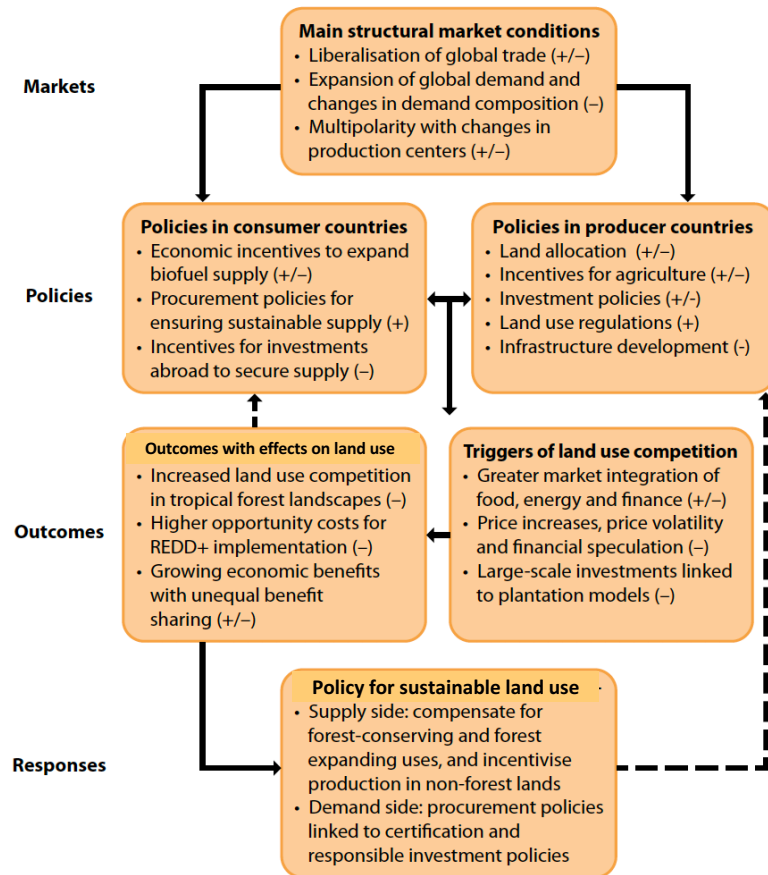 Markets
Main structural market conditions
• Liberalisation of global trade (+/–)
• Expansion of global demand and
changes in demand composition (–)
• Multipolarity with changes in
production centers (+/–)
Policies
Policies in consumer countries
• Economic incentives to expand
biofuel supply (+/–)
• Procurement policies for
ensuring sustainable supply (+)
• Incentives for investments
abroad to secure supply (–)
Policies in producer countries
• Land allocation (+/–)
• Incentives for agriculture (+/–)
• Investment policies (+/-)
• Land use regulations (+)
• Infrastructure development (-)
Outcomes
Outcomes with effects on land use
• Increased land use competition
in tropical forest landscapes (–)
• Higher opportunity costs for
REDD+ implementation (–)
• Growing economic benefits
with unequal benefit
sharing (+/–)
Triggers of land use competition
• Greater market integration of
food, energy and finance (+/–)
• Price increases, price volatility
and financial speculation (–)
• Large-scale investments linked
to plantation models (–)
Responses
Policy for sustainable land use
• Supply side: compensate for
forest-conserving and forest
expanding uses, and incentivise
production in non-forest lands
• Demand side: procurement policies
linked to certification and
responsible investment policies